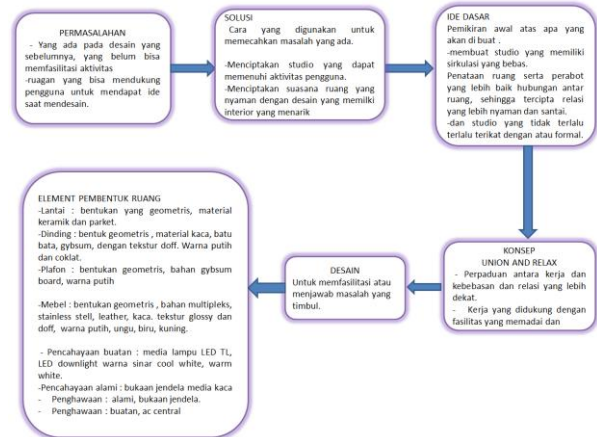 PERMASALAHAN
- Yang ada pada desain yang
sebelumnya, yang belum bisa
memfasilitasi aktivitas
-ruagan yang bisa mendukung
pengguna untuk mendapat ide
saat mendesain.
SOLUSI
Cara yang digunakan untuk
memecahkan masalah yang ada.
-Menciptakan studio yang dapat
memenuhi aktivitas pengguna.
-Menciptakan suasana ruang yang
nyaman dengan desain yang memilki
interior yang menarik
IDE DASAR
Pemikiran awal atas apa yang
akan di buat .
-membuat studio yang memiliki
sirkulasi yang bebas.
Penataan ruang serta perabot
yang lebih baik hubungan antar
ruang, sehingga tercipta relasi
yang lebih nyaman dan santai.
-dan studio yang tidak terlalu
terlalu terikat dengan atau formal.
KONSEP
UNION AND RELAX
- Perpaduan antara kerja dan
kebebasan dan relasi yang lebih
dekat.
- Kerja yang didukung dengan
fasilitas yang memadai dan
DESAIN
Untuk memfasilitasi atau
menjawab masalah yang
timbul.
ELEMENT PEMBENTUK RUANG
-Lantai : bentukan yang geometris, material
keramik dan parket.
-Dinding : bentuk geometris , material kaca, batu
bata, gybsum, dengan tekstur doff. Warna putih
dan coklat.
-Plafon : bentukan geometris, bahan gybsum
board, warna putih
-Mebel : bentukan geometris , bahan multipleks,
stainless stell, leather, kaca. tekstur glossy dan
doff, warna putih, ungu, biru, kuning.
- Pencahayaan buatan : media lampu LED TL,
LED downlight warna sinar cool white, warm
white.
-Pencahayaan alami : bukaan jendela media kaca
- Penghawaan : alami, bukaan jendela.
- Penghawaan : buatan, ac central